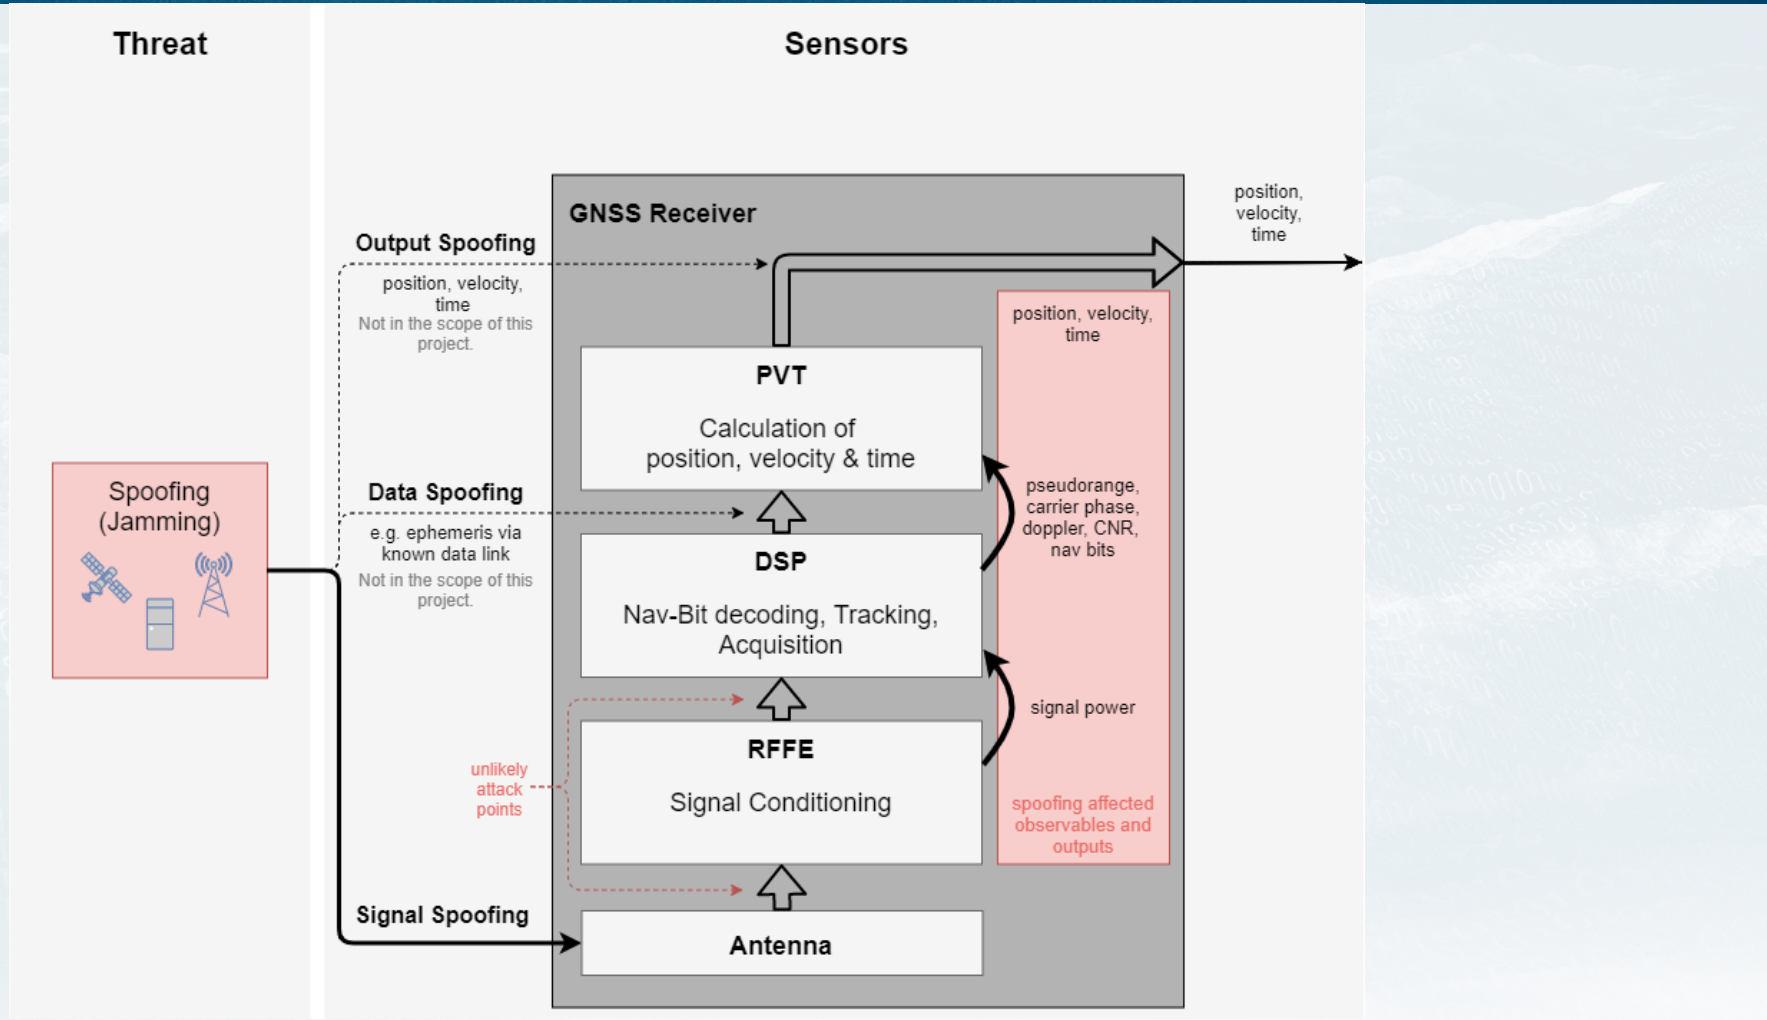 Threat
Sensors
position,
velocity,
time
GNSS Receiver
Output Spoofing
position, velocity,
time
Not in the scope of this
project.
position, velocity,
time
PVT
Calculation of
position, velocity & time
Spoofing
(Jamming)
Data Spoofing
e.g. ephemeris via
known data link
Not in the scope of this
project.
pseudorange,
carrier phase,
doppler, CNR,
nav bits
DSP
Nav-Bit decoding, Tracking,
Acquisition
signal power
unlikely
attack
points
RFFE
Signal Conditioning
spoofing affected
observables and
outputs
Signal Spoofing
Antenna